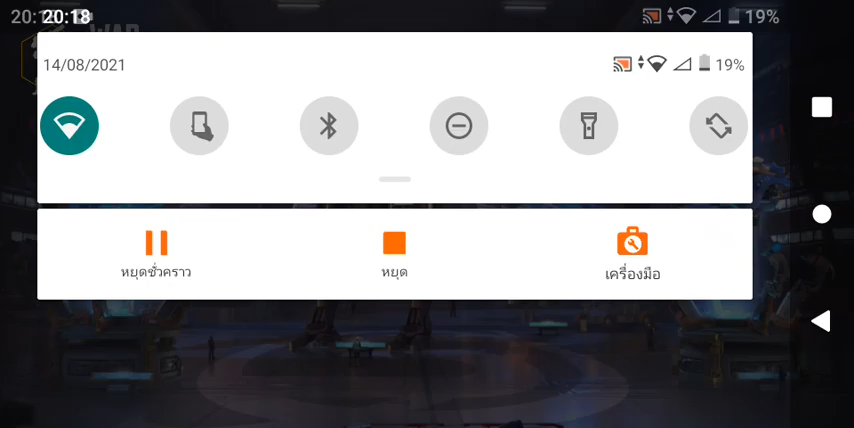 20:18
19%
14/08/2021
19%
หยุดชั่วคราว
หยุด
เครื่องมือ